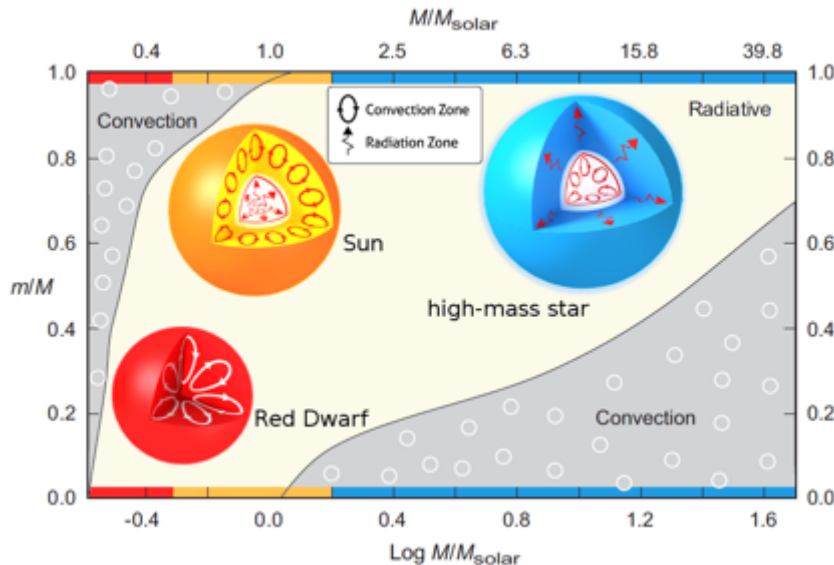 M/Msolar
0.4 1.0 2.5 6.3 15.8 39.8
1.0 1.0
Convection
Convection Zone
Radiation Zone
Radiative
0.8 0.8
0.6 0.6
Sun
m/M
high-mass star
0.4 0.4
Red Dwarf
0.2 0.2
Convection
0.0 0.0
-0.4 0.0 0.4 0.8 1.2 1.6
Log M/Msolar